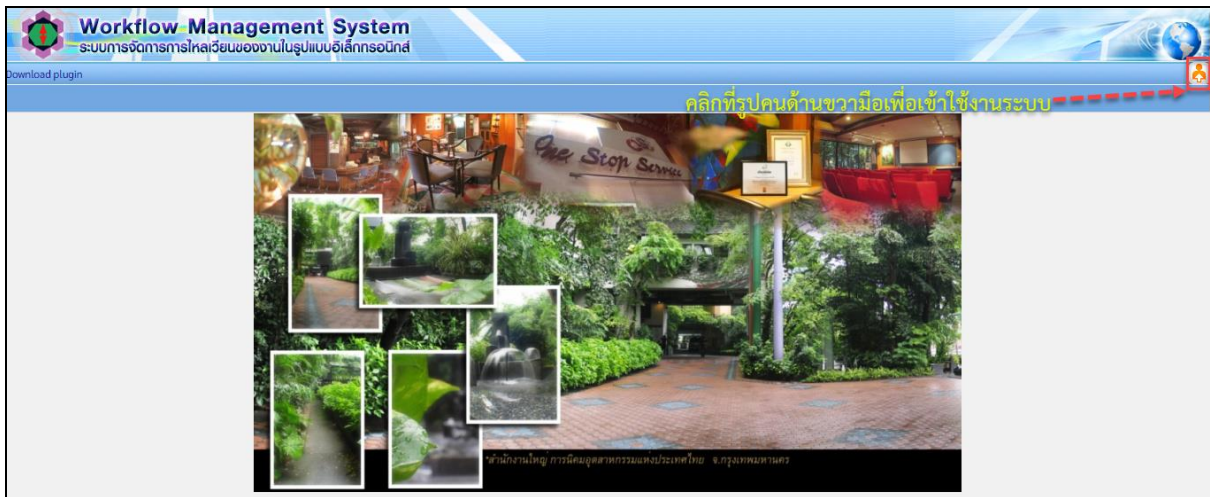 Workflow Management System
ระบบการจัดการการไหลเวียนของงานในรูปแบบอิเล็กทรอนิกส์
Download plugin
คลิกที่รูปคนด้านขวามือเพื่อเข้าใช้งานระบบ
One Stop Service
"สำนักงานใหญ่ การนิคมอุตสาหกรรมแห่งประเทศไทย จ.กรุงเทพมหานคร